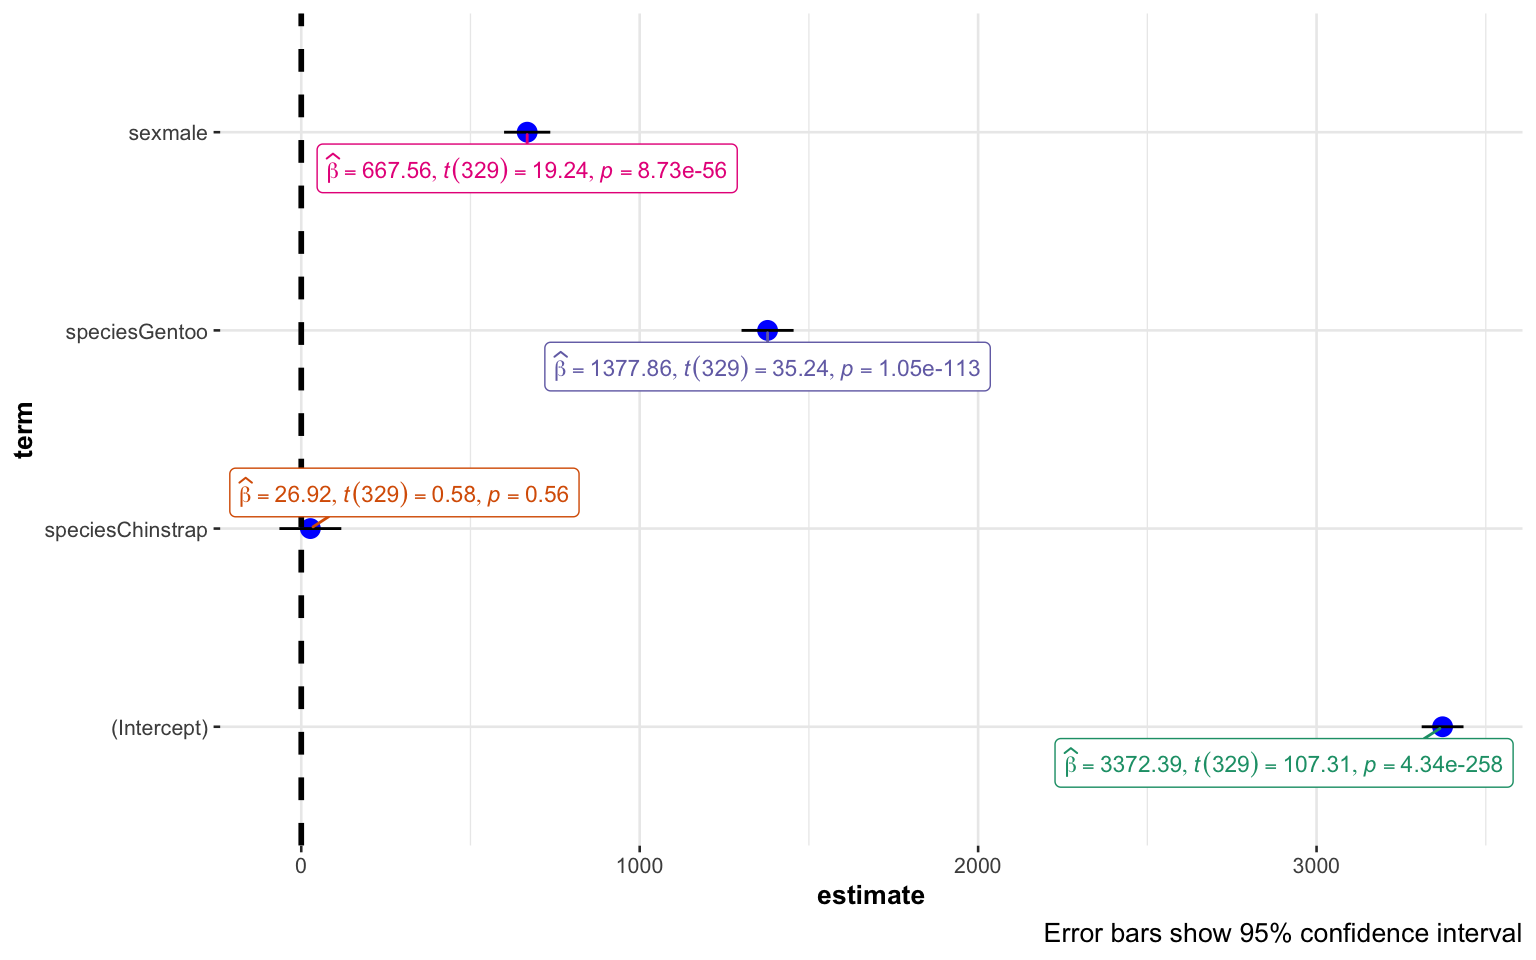 sexmale
β̂ = 667.56, t(329) = 19.24, p = 8.73e-56
speciesGentoo
β̂ = 1377.86, t(329) = 35.24, p = 1.05e-113
term
β̂ = 26.92, t(329) = 0.58, p = 0.56
speciesChinstrap
(Intercept)
β̂ = 3372.39, t(329) = 107.31, p = 4.34e-258
0 1000 2000 3000
estimate
Error bars show 95% confidence interval